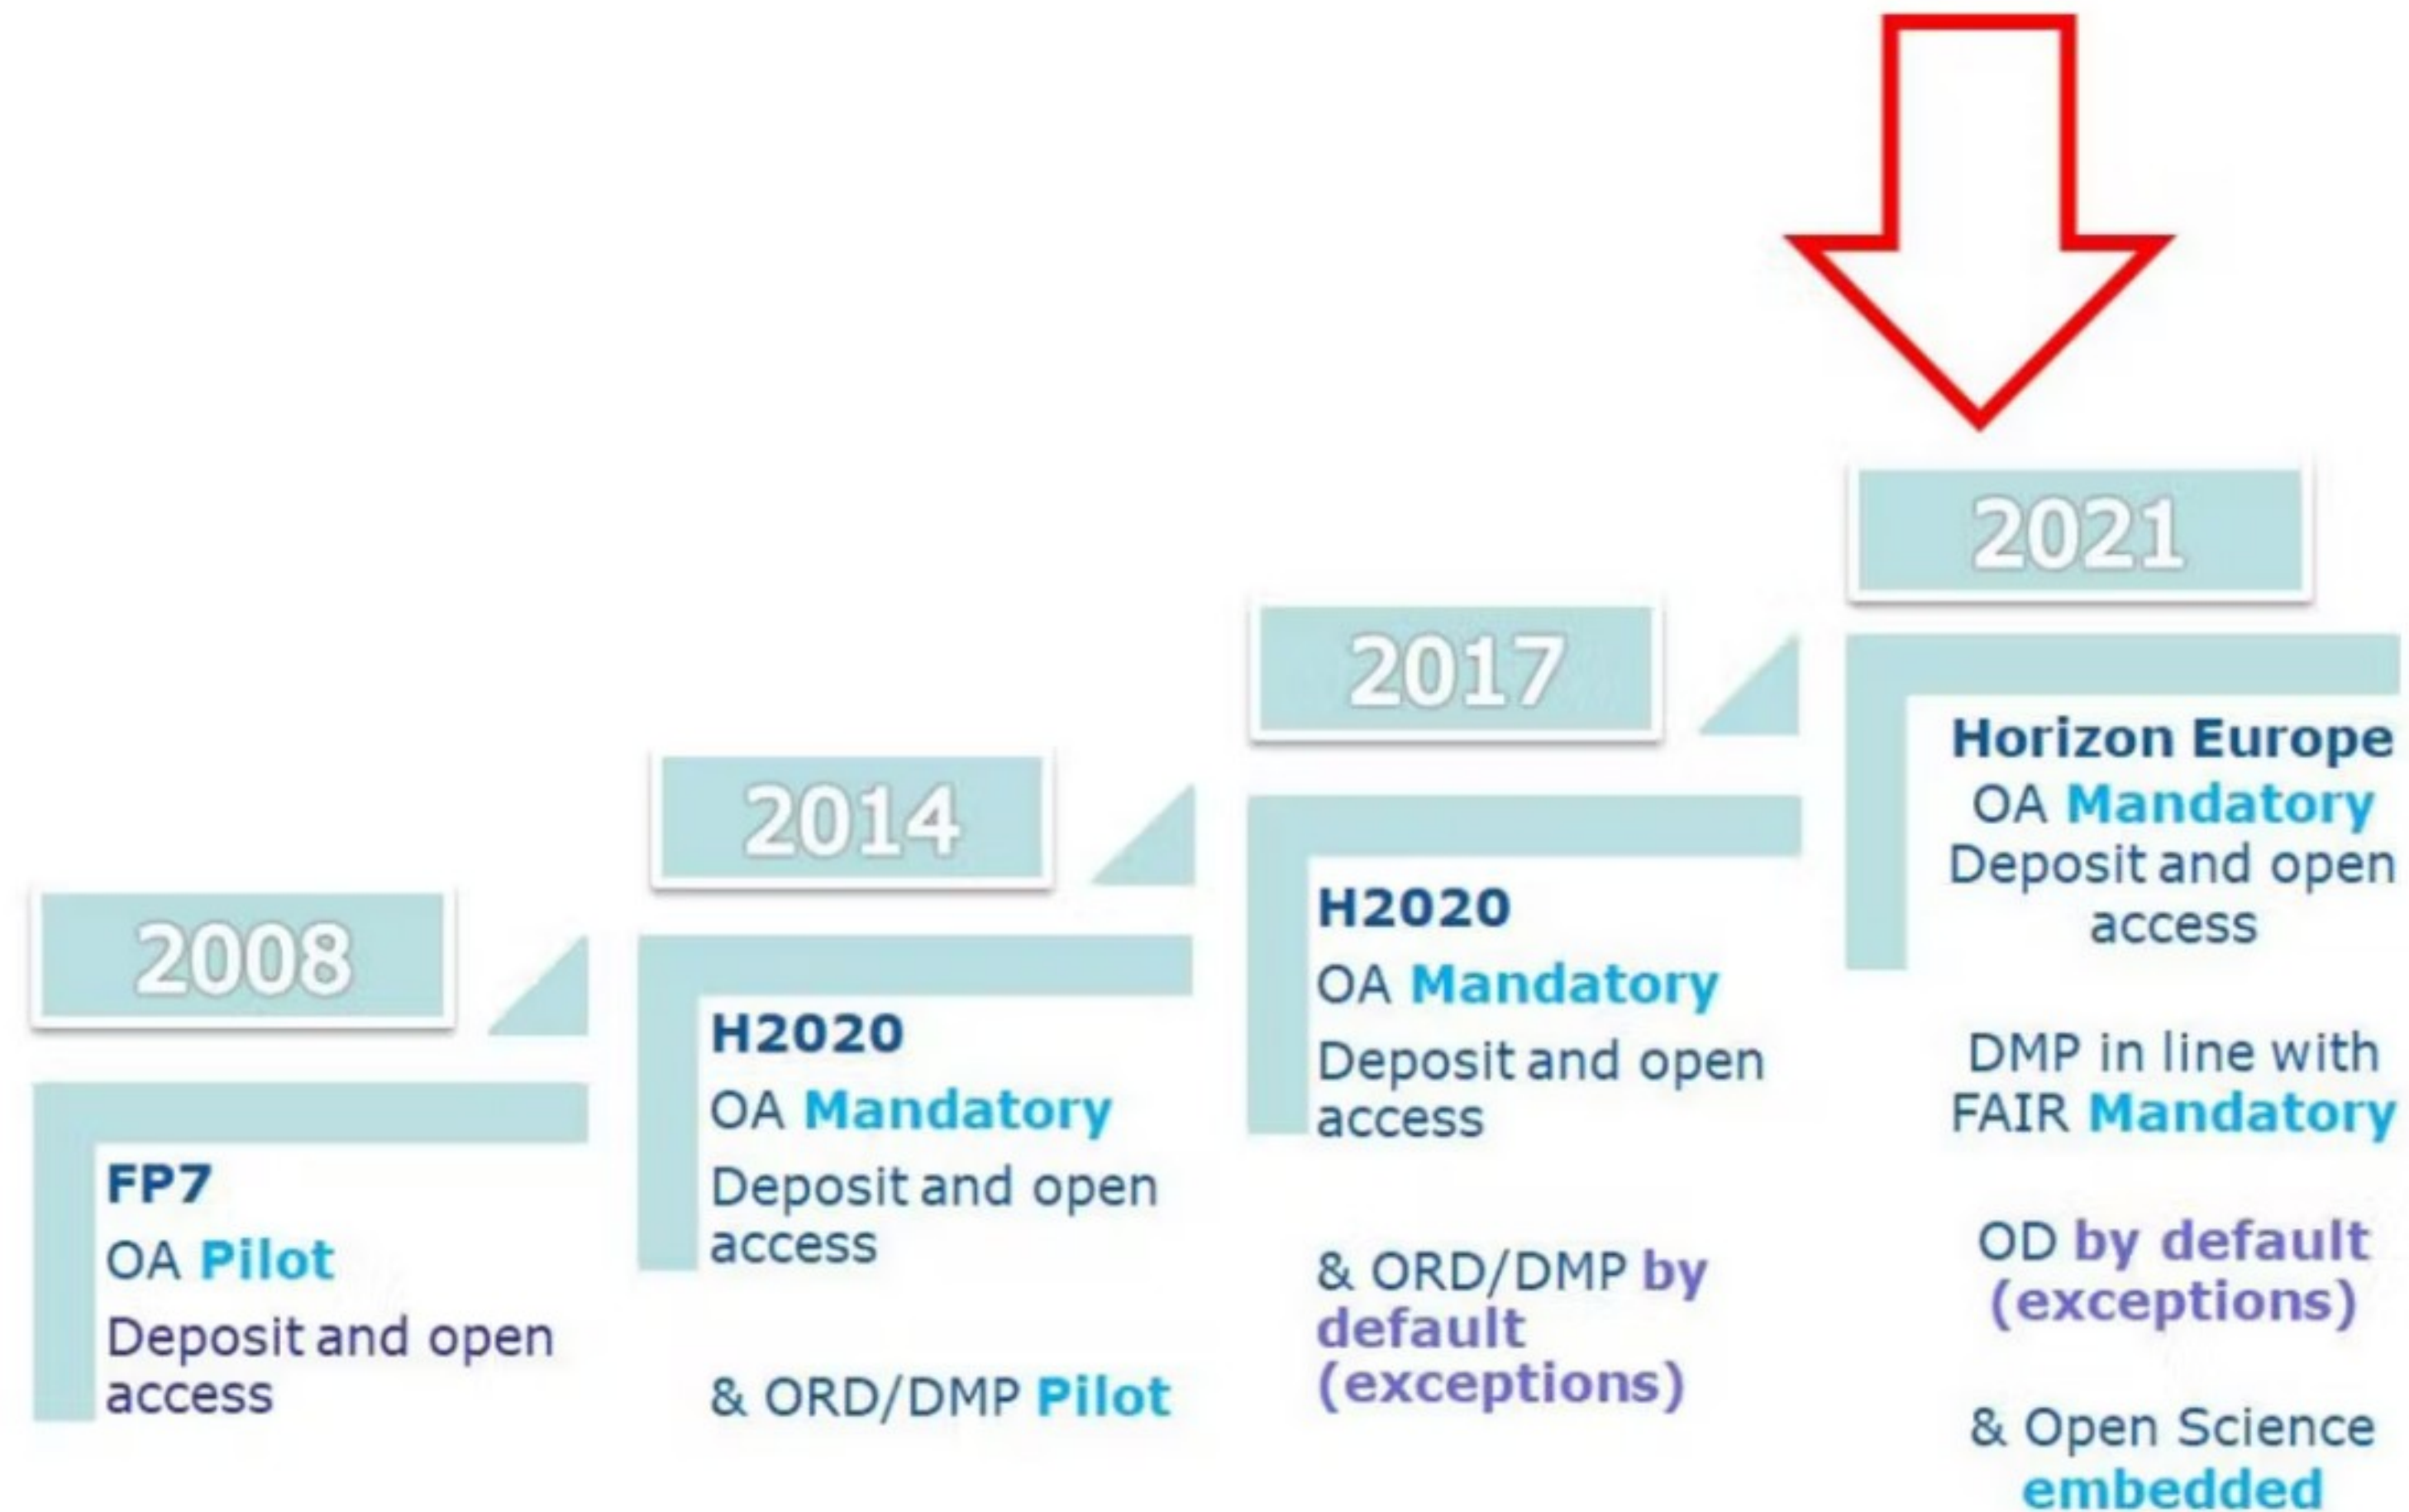 2008
FP7
OA Pilot
Deposit and open
access
2014
H2020
OA Mandatory
Deposit and open
access
& ORD/DMP Pilot
2017
H2020
OA Mandatory
Deposit and open
access
& ORD/DMP by
default
(exceptions)
2021
Horizon Europe
OA Mandatory
Deposit and open
access
DMP in line with
FAIR Mandatory
OD by default
(exceptions)
& Open Science
embedded